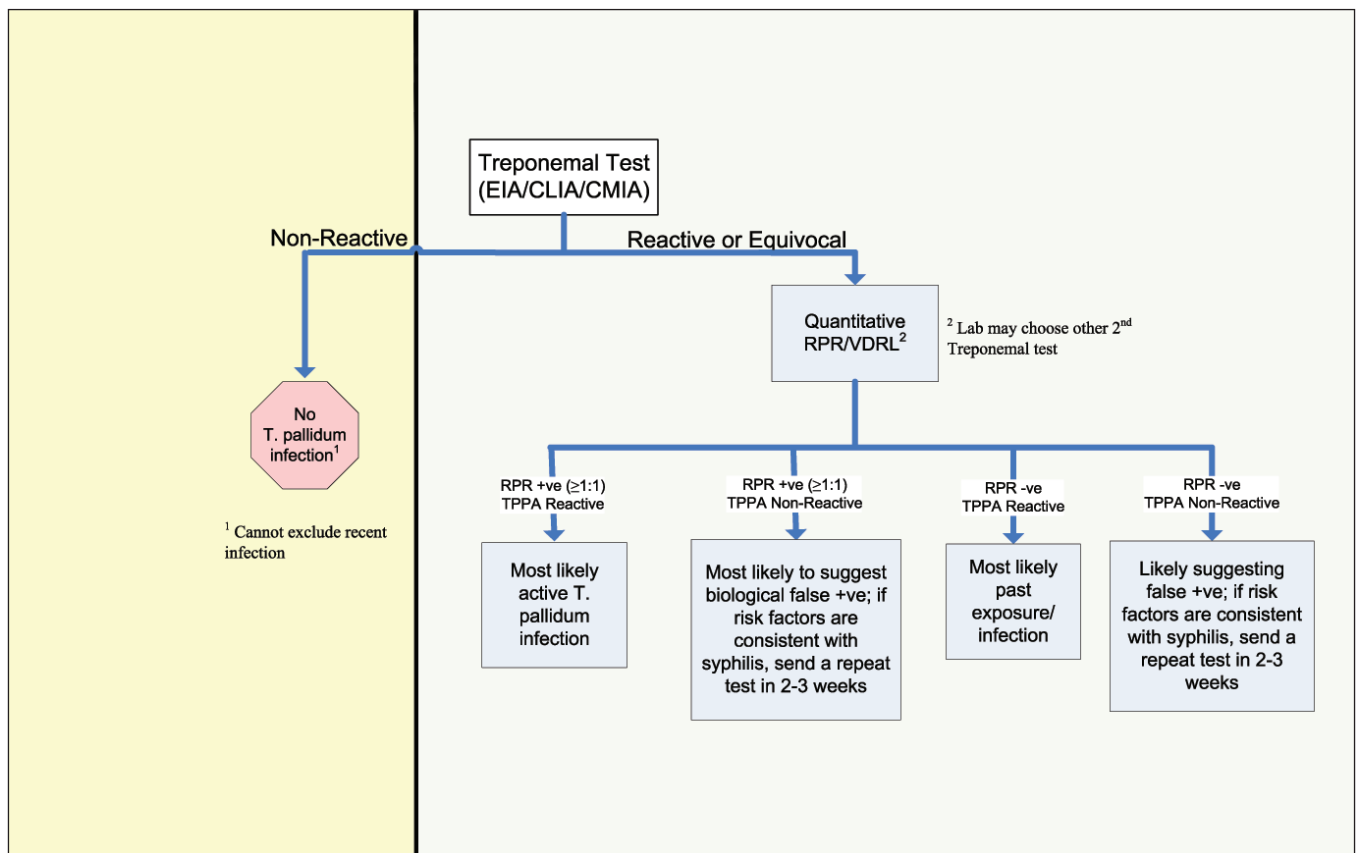 Treponemal Test
(EIA/CLIA/CMIA)
Non-Reactive
Reactive or Equivocal
Quantitative
RPR/VDRL²
² Lab may choose other 2nd
Treponemal test
No
T. pallidum
infection¹
¹ Cannot exclude recent
infection
RPR +ve (≥1:1)
TPPA Reactive
RPR +ve (≥1:1)
TPPA Non-Reactive
RPR -ve
TPPA Reactive
RPR -ve
TPPA Non-Reactive
Most likely
active T.
pallidum
infection
Most likely to suggest
biological false +ve; if
risk factors are
consistent with
syphilis, send a repeat
test in 2-3 weeks
Most likely
past
exposure/
infection
Likely suggesting
false +ve; if risk
factors are consistent
with syphilis, send a
repeat test in 2-3
weeks